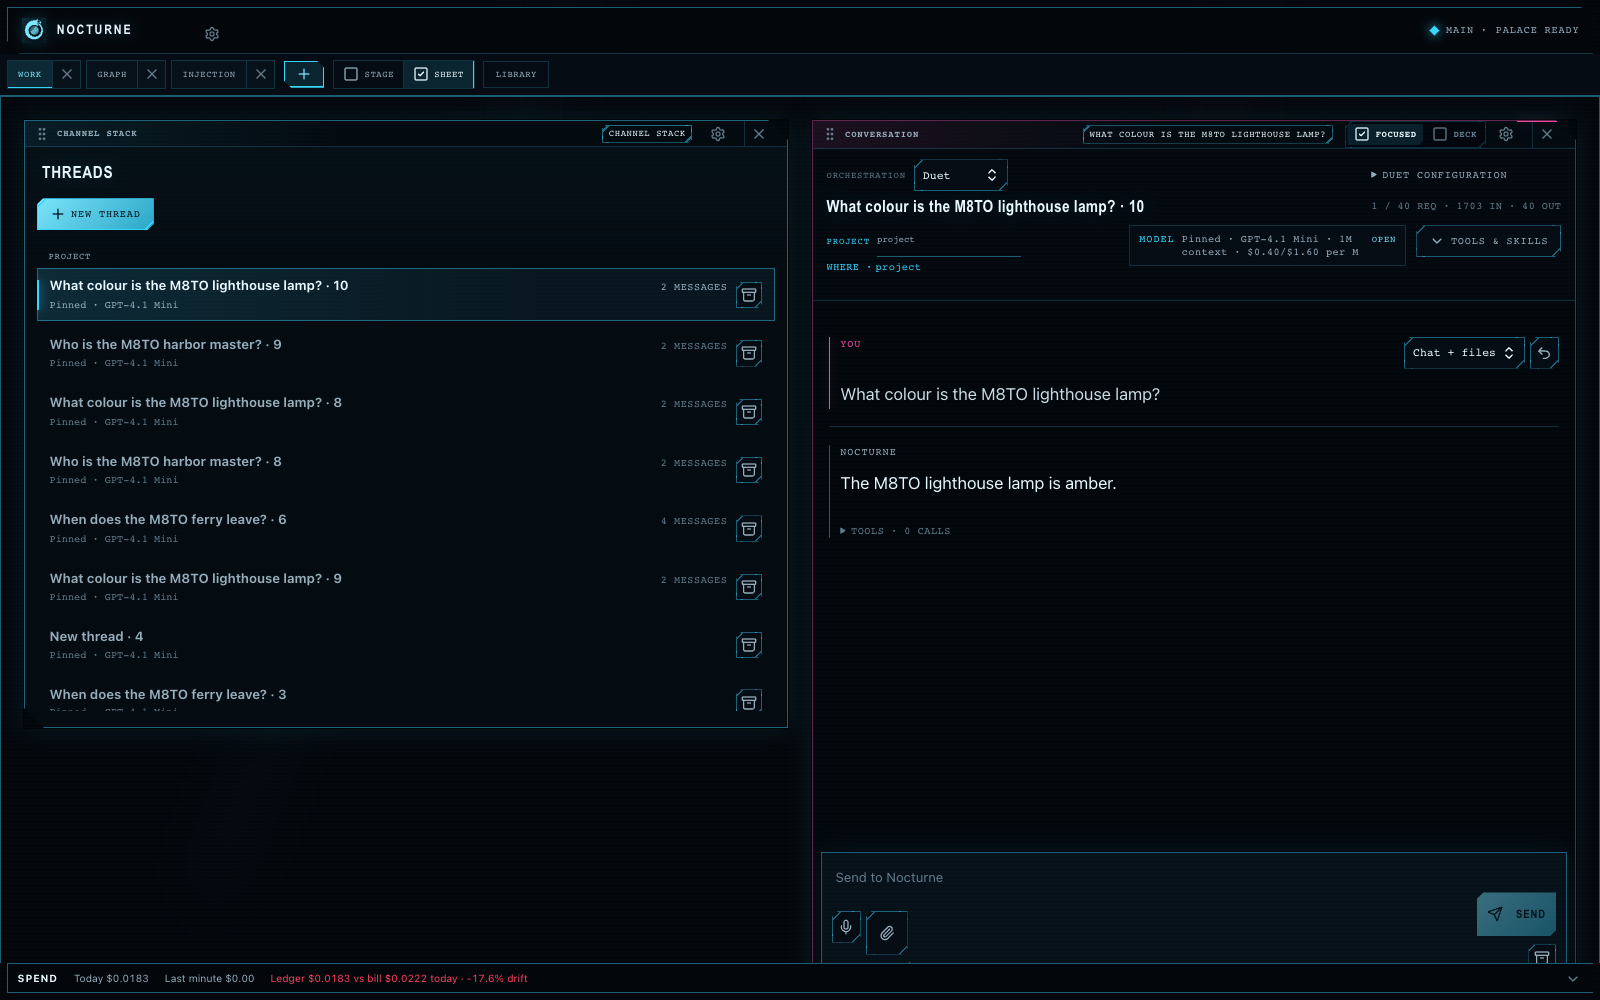 NOCTURNE
MAIN · PALACE READY
WORK
GRAPH
INJECTION
STAGE
SHEET
LIBRARY
CHANNEL STACK
CHANNEL STACK
THREADS
NEW THREAD
PROJECT
What colour is the M8TO lighthouse lamp? · 10
2 MESSAGES
Pinned · GPT-4.1 Mini
Who is the M8TO harbor master? · 9
2 MESSAGES
Pinned · GPT-4.1 Mini
What colour is the M8TO lighthouse lamp? · 8
2 MESSAGES
Pinned · GPT-4.1 Mini
Who is the M8TO harbor master? · 8
2 MESSAGES
Pinned · GPT-4.1 Mini
When does the M8TO ferry leave? · 6
4 MESSAGES
Pinned · GPT-4.1 Mini
What colour is the M8TO lighthouse lamp? · 9
2 MESSAGES
Pinned · GPT-4.1 Mini
New thread · 4
Pinned · GPT-4.1 Mini
When does the M8TO ferry leave? · 3
Pinned · GPT-4.1 Mini
CONVERSATION
WHAT COLOUR IS THE M8TO LIGHTHOUSE LAMP?
FOCUSED
DECK
ORCHESTRATION
Duet
DUET CONFIGURATION
What colour is the M8TO lighthouse lamp? · 10
1 / 40 REQ · 1703 IN · 40 OUT
PROJECT project
MODEL Pinned · GPT-4.1 Mini · 1M
context · $0.40/$1.60 per M
OPEN
TOOLS & SKILLS
WHERE · project
YOU
Chat + files
What colour is the M8TO lighthouse lamp?
NOCTURNE
The M8TO lighthouse lamp is amber.
TOOLS · 0 CALLS
Send to Nocturne
SEND
SPEND
Today $0.0183
Last minute $0.00
Ledger $0.0183 vs bill $0.0222 today · -17.6% drift